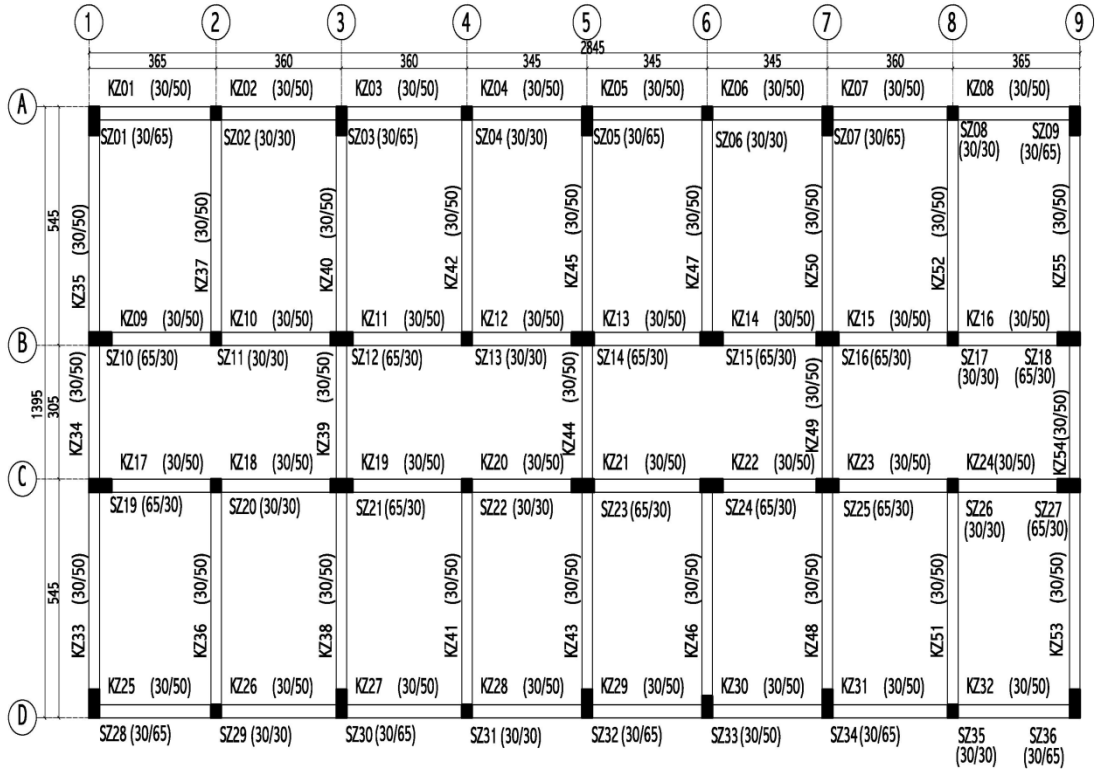 1 2 3 4 5 6 7 8 9
2845
365 360 360 345 345 345 360 365
KZ01 (30/50) KZ02 (30/50) KZ03 (30/50) KZ04 (30/50) KZ05 (30/50) KZ06 (30/50) KZ07 (30/50) KZ08 (30/50)
A
SZ01 (30/65) SZ02 (30/30) SZ03 (30/65) SZ04 (30/30) SZ05 (30/65) SZ06 (30/30) SZ07 (30/65) SZ08 (30/30) SZ09 (30/65)
545
KZ35 (30/50) KZ37 (30/50) KZ40 (30/50) KZ42 (30/50) KZ45 (30/50) KZ47 (30/50) KZ50 (30/50) KZ52 (30/50) KZ55 (30/50)
KZ09 (30/50) KZ10 (30/50) KZ11 (30/50) KZ12 (30/50) KZ13 (30/50) KZ14 (30/50) KZ15 (30/50) KZ16 (30/50)
B
SZ10 (65/30) SZ11 (30/30) SZ12 (65/30) SZ13 (30/30) SZ14 (65/30) SZ15 (65/30) SZ16 (65/30) SZ17 (30/30) SZ18 (65/30)
1395
305
KZ34 (30/50) KZ39 (30/50) KZ44 (30/50) KZ49 (30/50) KZ54(30/50)
KZ17 (30/50) KZ18 (30/50) KZ19 (30/50) KZ20 (30/50) KZ21 (30/50) KZ22 (30/50) KZ23 (30/50) KZ24(30/50)
C
SZ19 (65/30) SZ20 (30/30) SZ21 (65/30) SZ22 (30/30) SZ23 (65/30) SZ24 (65/30) SZ25 (65/30) SZ26 (30/30) SZ27 (65/30)
545
KZ33 (30/50) KZ36 (30/50) KZ38 (30/50) KZ41 (30/50) KZ43 (30/50) KZ46 (30/50) KZ48 (30/50) KZ51 (30/50) KZ53 (30/50)
KZ25 (30/50) KZ26 (30/50) KZ27 (30/50) KZ28 (30/50) KZ29 (30/50) KZ30 (30/50) KZ31 (30/50) KZ32 (30/50)
D
SZ28 (30/65) SZ29 (30/30) SZ30 (30/65) SZ31 (30/30) SZ32 (30/65) SZ33 (30/50) SZ34 (30/65) SZ35 (30/30) SZ36 (30/65)